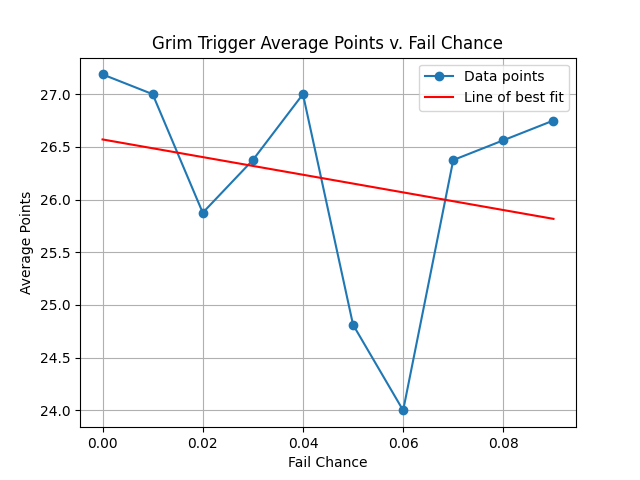 Grim Trigger Average Points v. Fail Chance
Data points
Line of best fit
Average Points
27.0
26.5
26.0
25.5
25.0
24.5
24.0
0.00 0.02 0.04 0.06 0.08
Fail Chance